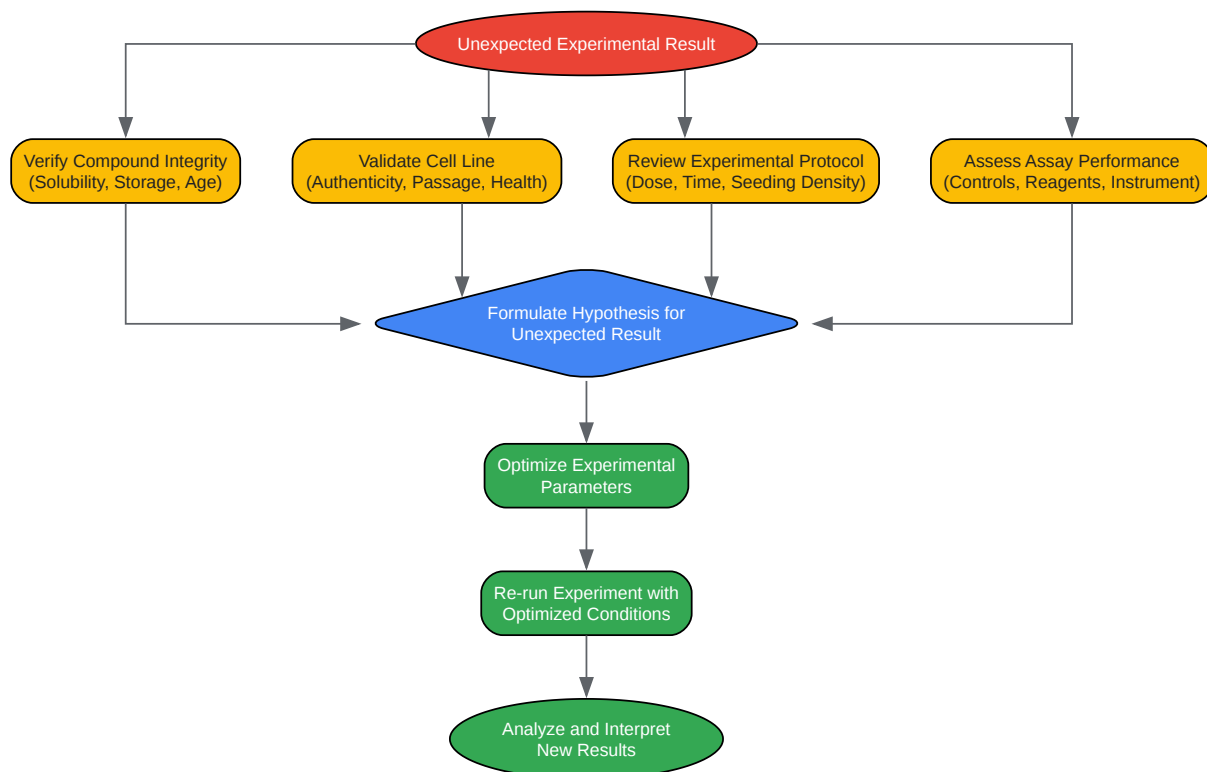 Unexpected Experimental Result
Verify Compound Integrity
(Solubility, Storage, Age)
Validate Cell Line
(Authenticity, Passage, Health)
Review Experimental Protocol
(Dose, Time, Seeding Density)
Assess Assay Performance
(Controls, Reagents, Instrument)
Formulate Hypothesis for
Unexpected Result
Optimize Experimental
Parameters
Re-run Experiment with
Optimized Conditions
Analyze and Interpret
New Results